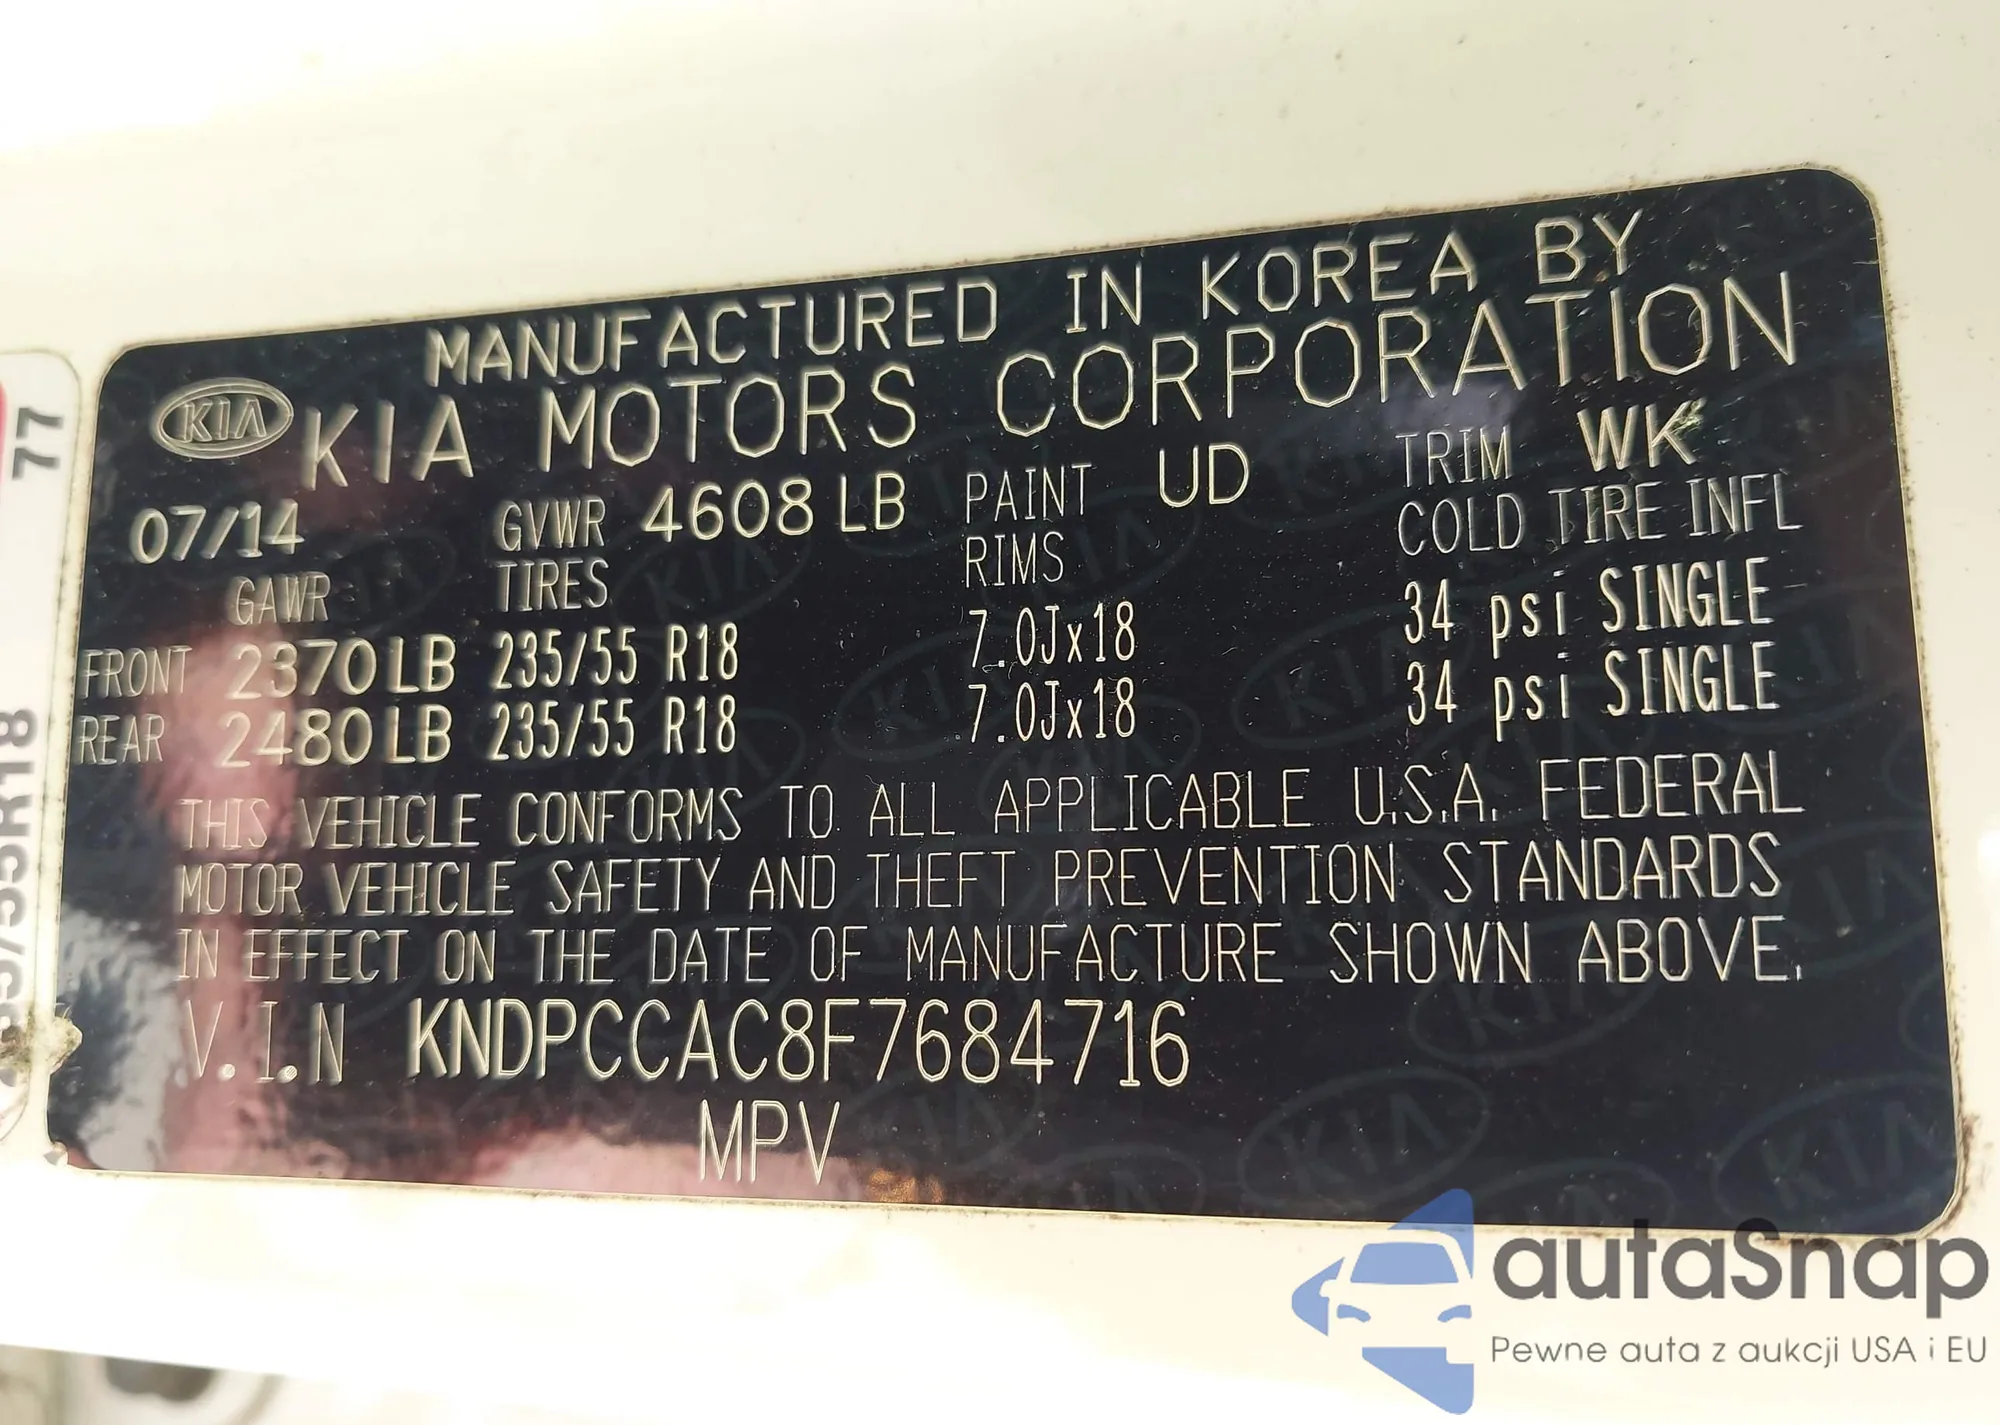 MANUFACTURED IN KOREA BY
KIA KIA MOTORS CORPORATION
07/14 GVWR 4608 LB PAINT UD TRIM WK
GAWR TIRES RIMS COLD TIRE INFL
FRONT 2370 LB 235/55 R18 7.0Jx18 34 psi SINGLE
REAR 2480 LB 235/55 R18 7.0Jx18 34 psi SINGLE
THIS VEHICLE CONFORMS TO ALL APPLICABLE U.S.A. FEDERAL
MOTOR VEHICLE SAFETY AND THEFT PREVENTION STANDARDS
IN EFFECT ON THE DATE OF MANUFACTURE SHOWN ABOVE.
V.I.N KNDPCCAC8F7684716
MPV
77
autaSnap
Pewne auta z aukcji USA i EU